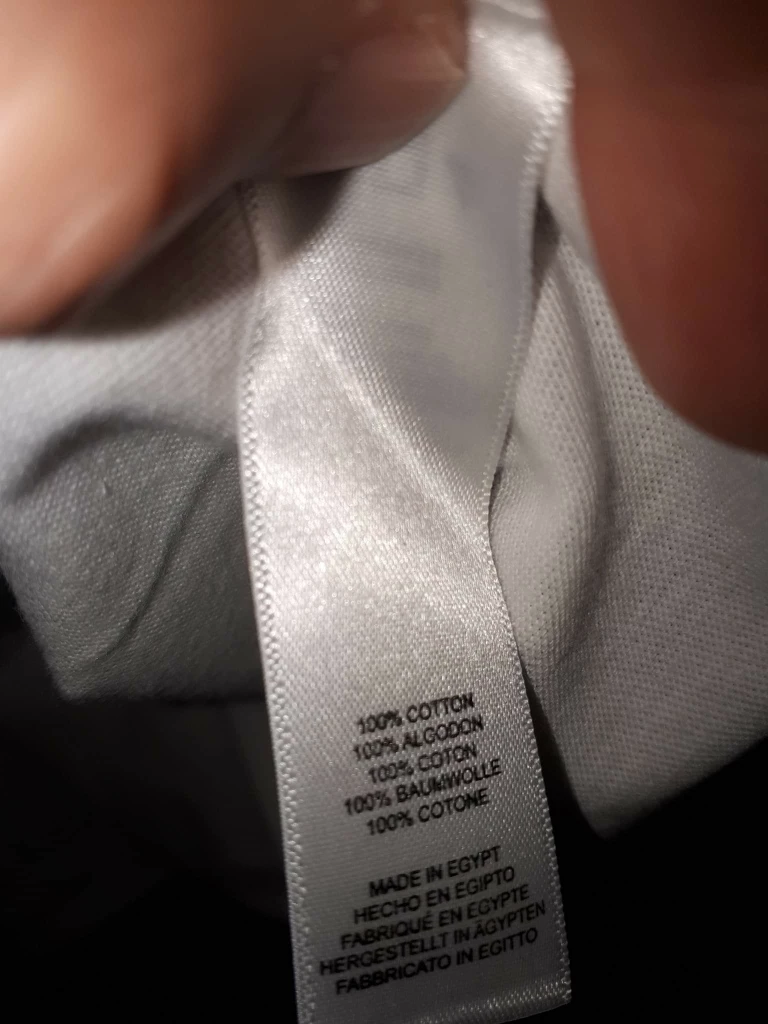 100% COTTON
100% ALGODON
100% COTON
100% BAUMWOLLE
100% COTONE
MADE IN EGYPT
HECHO EN EGIPTO
FABRIQUÉ EN EGYPTE
HERGESTELLT IN ÄGYPTEN
FABBRICATO IN EGITTO